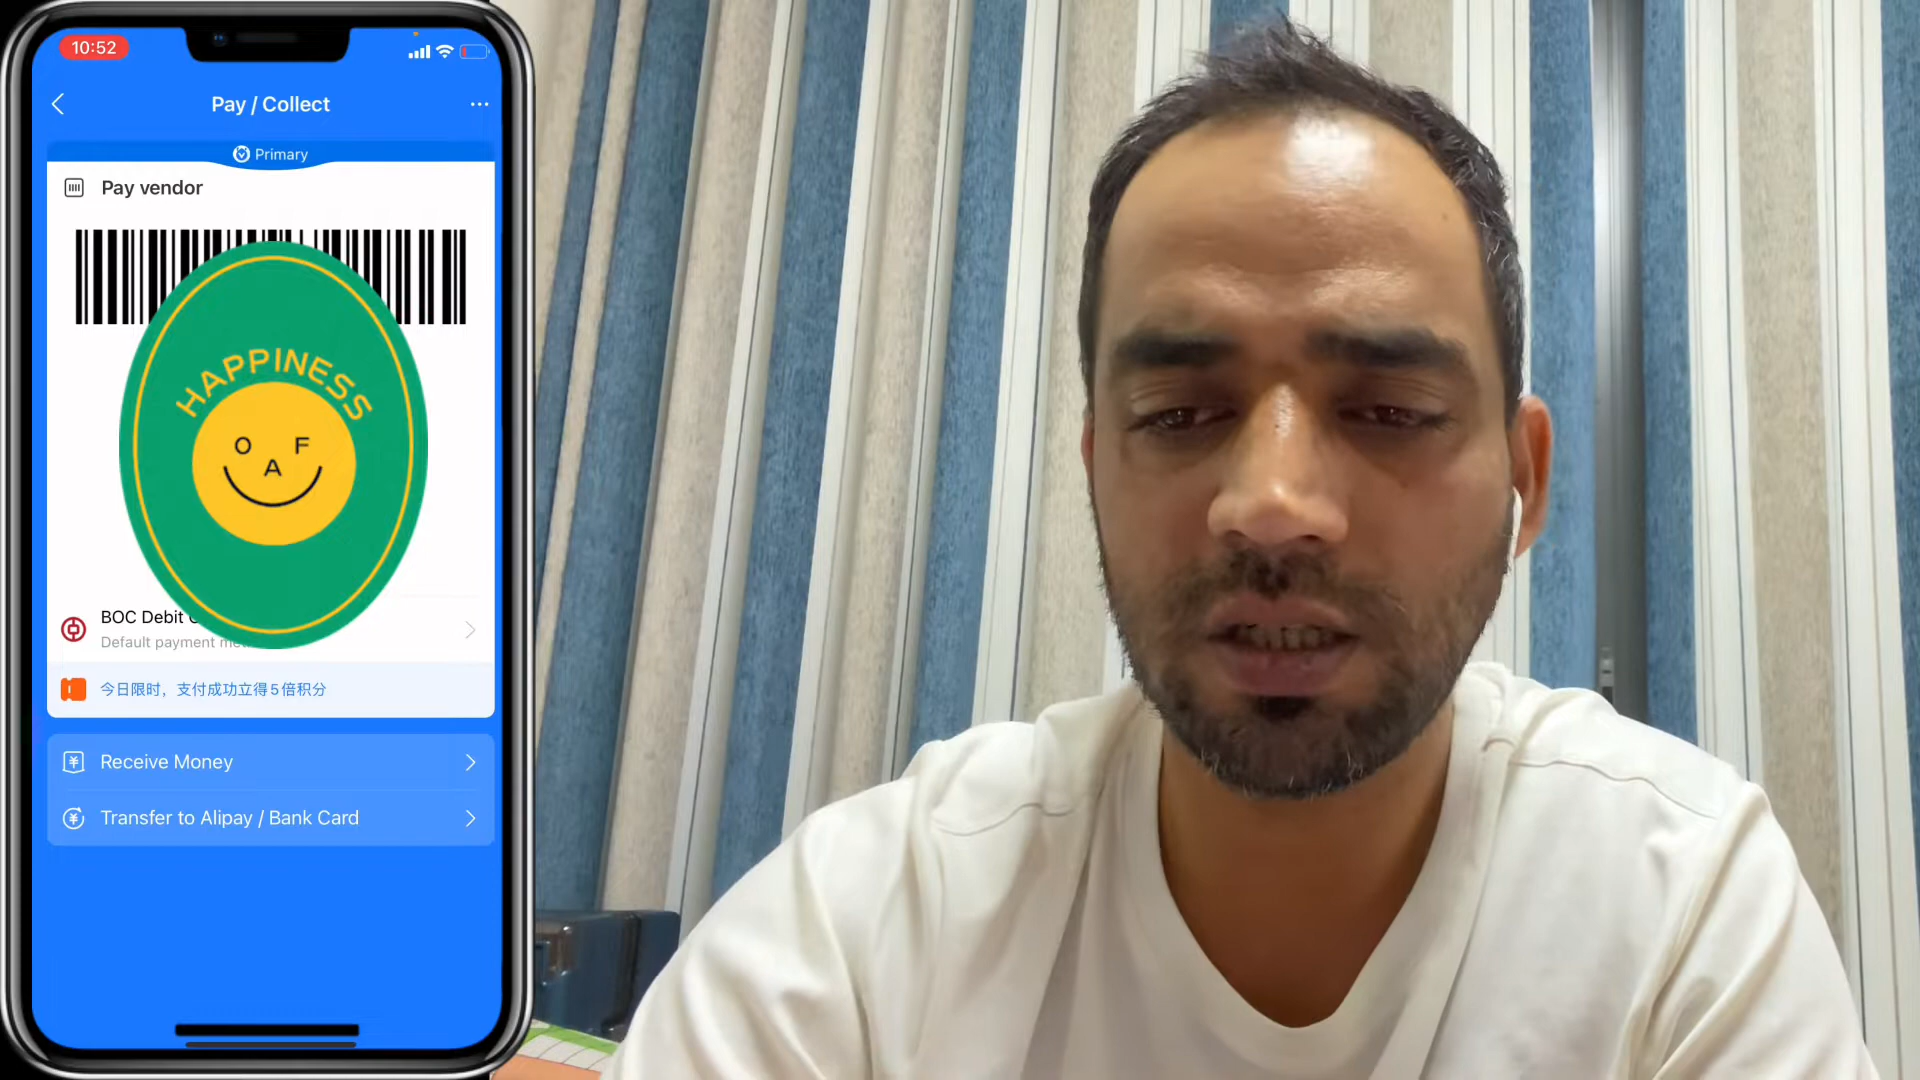 10:52
Pay / Collect
Primary
Pay vendor
HAPPINESS
O F
A
BOC Debit
Default payment
今日限时，支付成功立得5倍积分
Receive Money
Transfer to Alipay / Bank Card